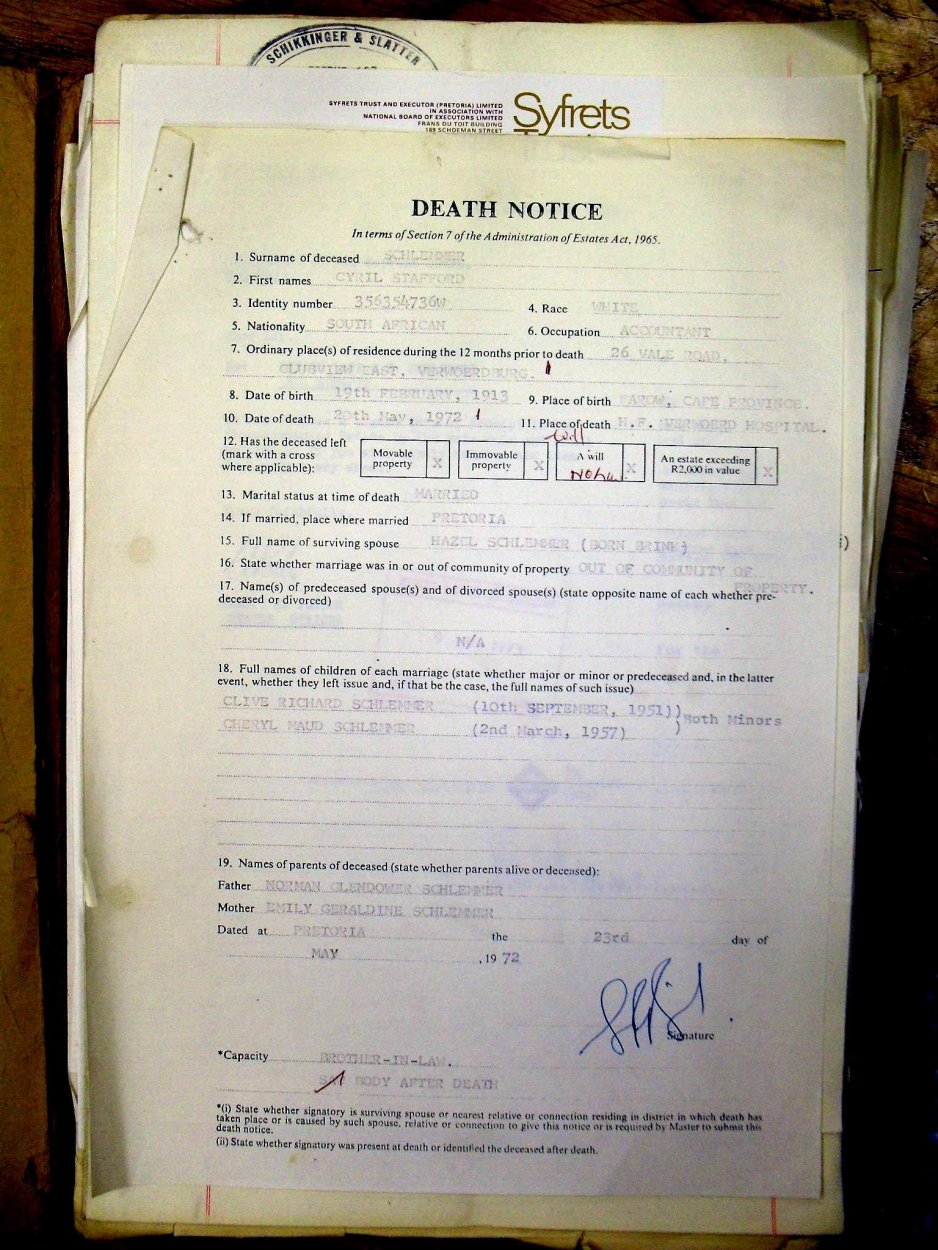 SCHIKKINGER & SLATTER
SYFRETS TRUST AND EXECUTOR (PRETORIA) LIMITED
IN ASSOCIATION WITH
NATIONAL BOARD OF EXECUTORS LIMITED
FRANS DU TOIT BUILDING
169 SCHOEMAN STREET
Syfrets
DEATH NOTICE
In terms of Section 7 of the Administration of Estates Act, 1965.
1. Surname of deceased SCHLEMMER
2. First names CYRIL STAFFORD
3. Identity number 356354736W 4. Race WHITE
5. Nationality SOUTH AFRICAN 6. Occupation ACCOUNTANT
7. Ordinary place(s) of residence during the 12 months prior to death 26 VALE ROAD,
CLUBVIEW EAST, VERWOERDBURG.
8. Date of birth 19th FEBRUARY, 1913 9. Place of birth PAROW, CAPE PROVINCE.
10. Date of death 20th May, 1972 11. Place of death H.F. VERWOERD HOSPITAL.
Will
12. Has the deceased left (mark with a cross where applicable): Movable property X Immovable property X A will X An estate exceeding R2,000 in value X
13. Marital status at time of death MARRIED
14. If married, place where married PRETORIA
15. Full name of surviving spouse HAZEL SCHLEMMER (BORN BRINK)
16. State whether marriage was in or out of community of property OUT OF COMMUNITY OF
PROPERTY.
17. Name(s) of predeceased spouse(s) and of divorced spouse(s) (state opposite name of each whether pre-
deceased or divorced)
N/A
18. Full names of children of each marriage (state whether major or minor or predeceased and, in the latter
event, whether they left issue and, if that be the case, the full names of such issue)
CLIVE RICHARD SCHLEMMER (10th SEPTEMBER, 1951))
Both Minors
CHERYL MAUD SCHLEMMER (2nd March, 1957) )
19. Names of parents of deceased (state whether parents alive or deceased):
Father NORMAN GLENDOWER SCHLEMMER
Mother EMILY GERALDINE SCHLEMMER
Dated at PRETORIA the 23rd day of
MAY , 19 72
Signature
*Capacity BROTHER-IN-LAW.
SAW BODY AFTER DEATH
*(i) State whether signatory is surviving spouse or nearest relative or connection residing in district in which death has
taken place or is caused by such spouse, relative or connection to give this notice or is required by Master to submit this
death notice.
(ii) State whether signatory was present at death or identified the deceased after death.